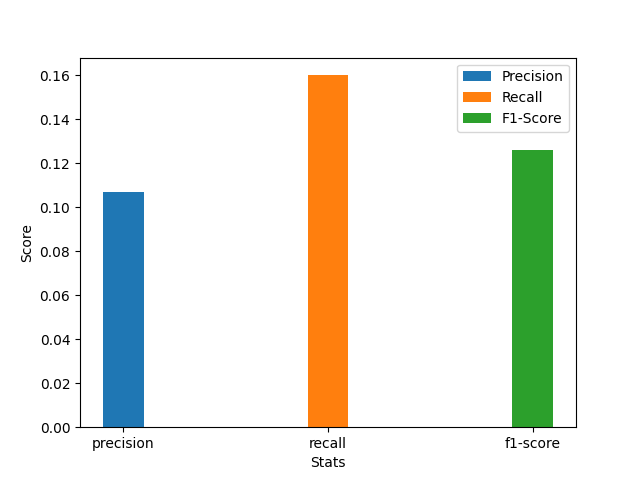 Precision
Recall
F1-Score
0.16
0.14
0.12
0.10
0.08
0.06
0.04
0.02
0.00
Score
precision recall f1-score
Stats